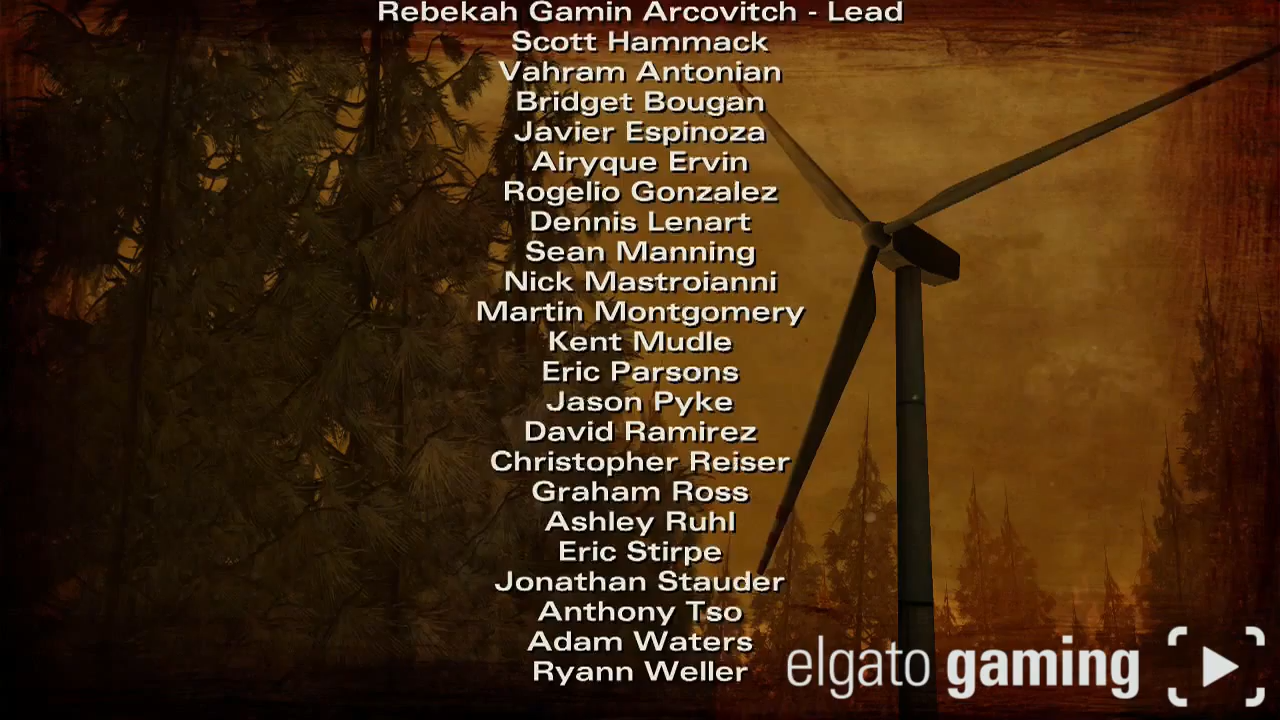 Rebekah Gamin Arcovitch - Lead
Scott Hammack
Vahram Antonian
Bridget Bougan
Javier Espinoza
Airyque Ervin
Rogelio Gonzalez
Dennis Lenart
Sean Manning
Nick Mastroianni
Martin Montgomery
Kent Mudle
Eric Parsons
Jason Pyke
David Ramirez
Christopher Reiser
Graham Ross
Ashley Ruhl
Eric Stirpe
Jonathan Stauder
Anthony Tso
Adam Waters
Ryann Weller
elgato gaming